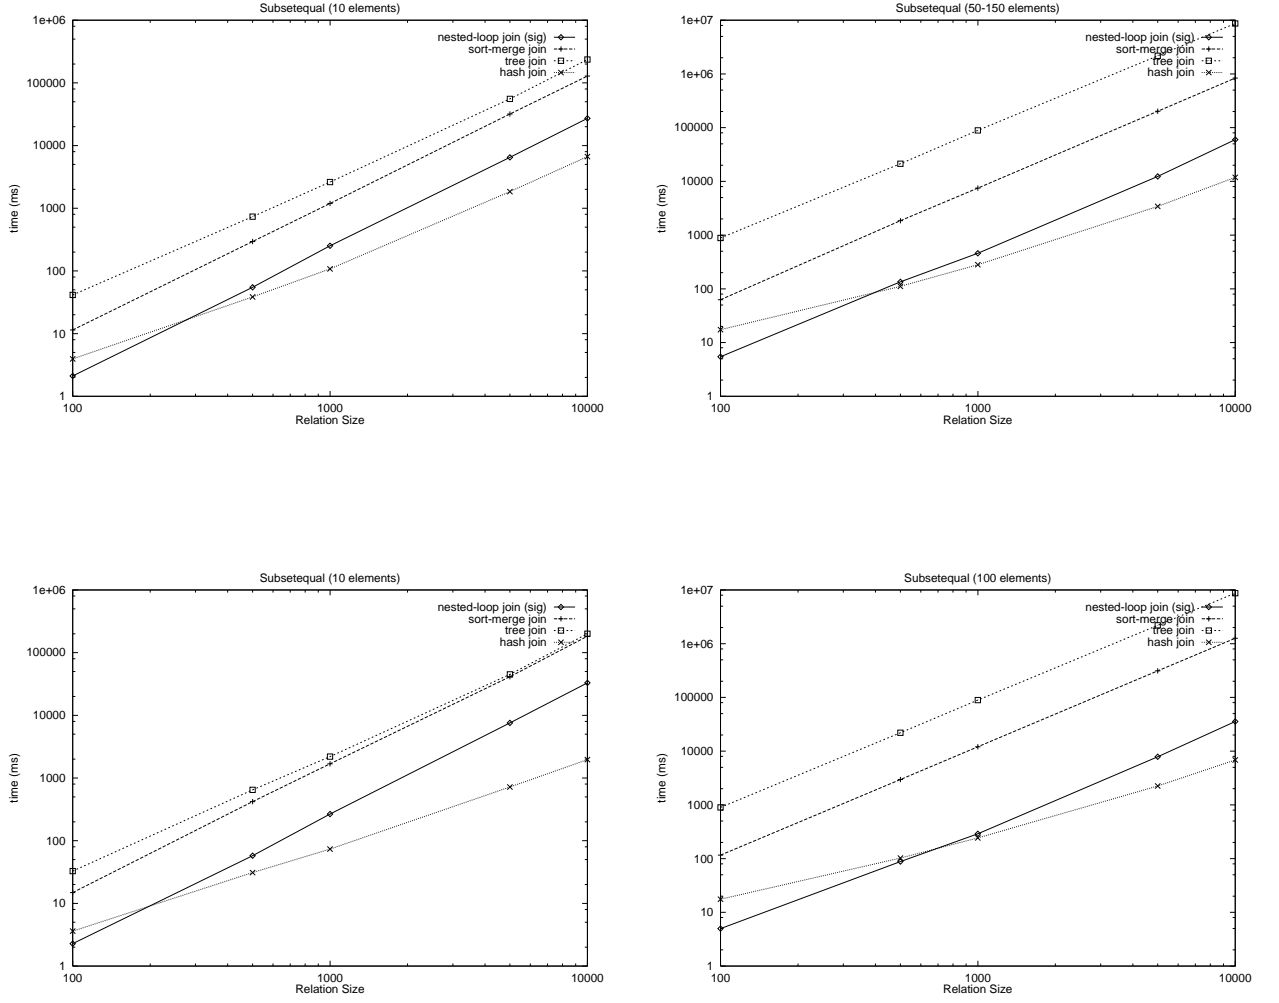 Subsetequal (10 elements)
1e+06
100000
10000
1000
100
10
1
time (ms)
nested-loop join (sig)
sort-merge join
tree join
hash join
100
1000
10000
Relation Size
Subsetequal (50-150 elements)
1e+07
1e+06
100000
10000
1000
100
10
1
time (ms)
nested-loop join (sig)
sort-merge join
tree join
hash join
100
1000
10000
Relation Size
Subsetequal (10 elements)
1e+06
100000
10000
1000
100
10
1
time (ms)
nested-loop join (sig)
sort-merge join
tree join
hash join
100
1000
10000
Relation Size
Subsetequal (100 elements)
1e+07
1e+06
100000
10000
1000
100
10
1
time (ms)
nested-loop join (sig)
sort-merge join
tree join
hash join
100
1000
10000
Relation Size